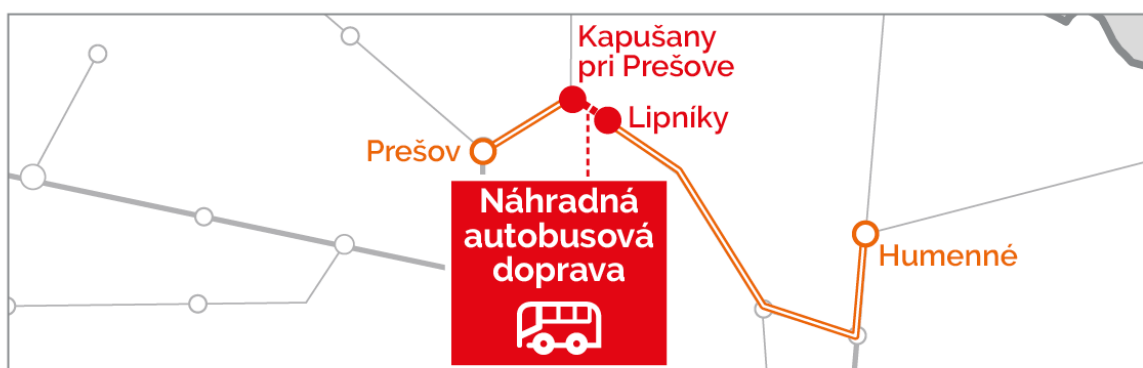 Kapušany
pri Prešove
Lipníky
Prešov
Náhradná
autobusová
doprava
Humenné